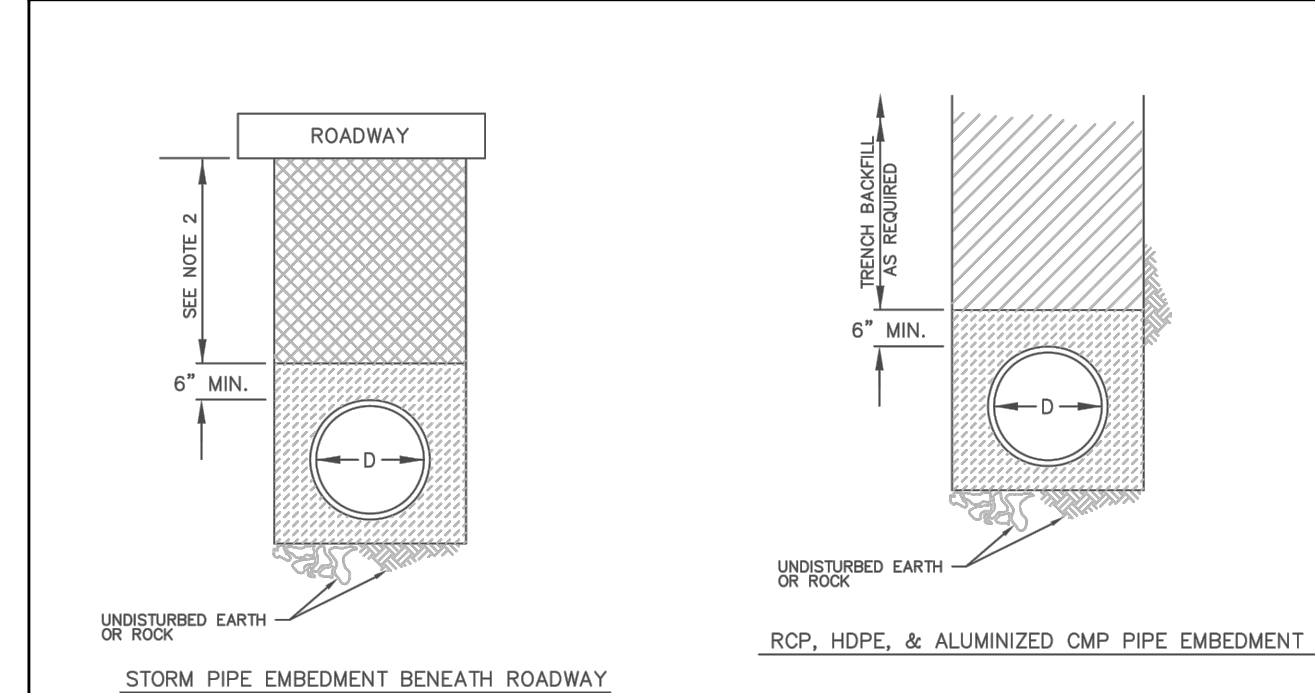 ROADWAY
SEE NOTE 2
6" MIN.
D
UNDISTURBED EARTH
OR ROCK
STORM PIPE EMBEDMENT BENEATH ROADWAY
TRENCH BACKFILL
AS REQUIRED
6" MIN.
D
UNDISTURBED EARTH
OR ROCK
RCP, HDPE, & ALUMINIZED CMP PIPE EMBEDMENT